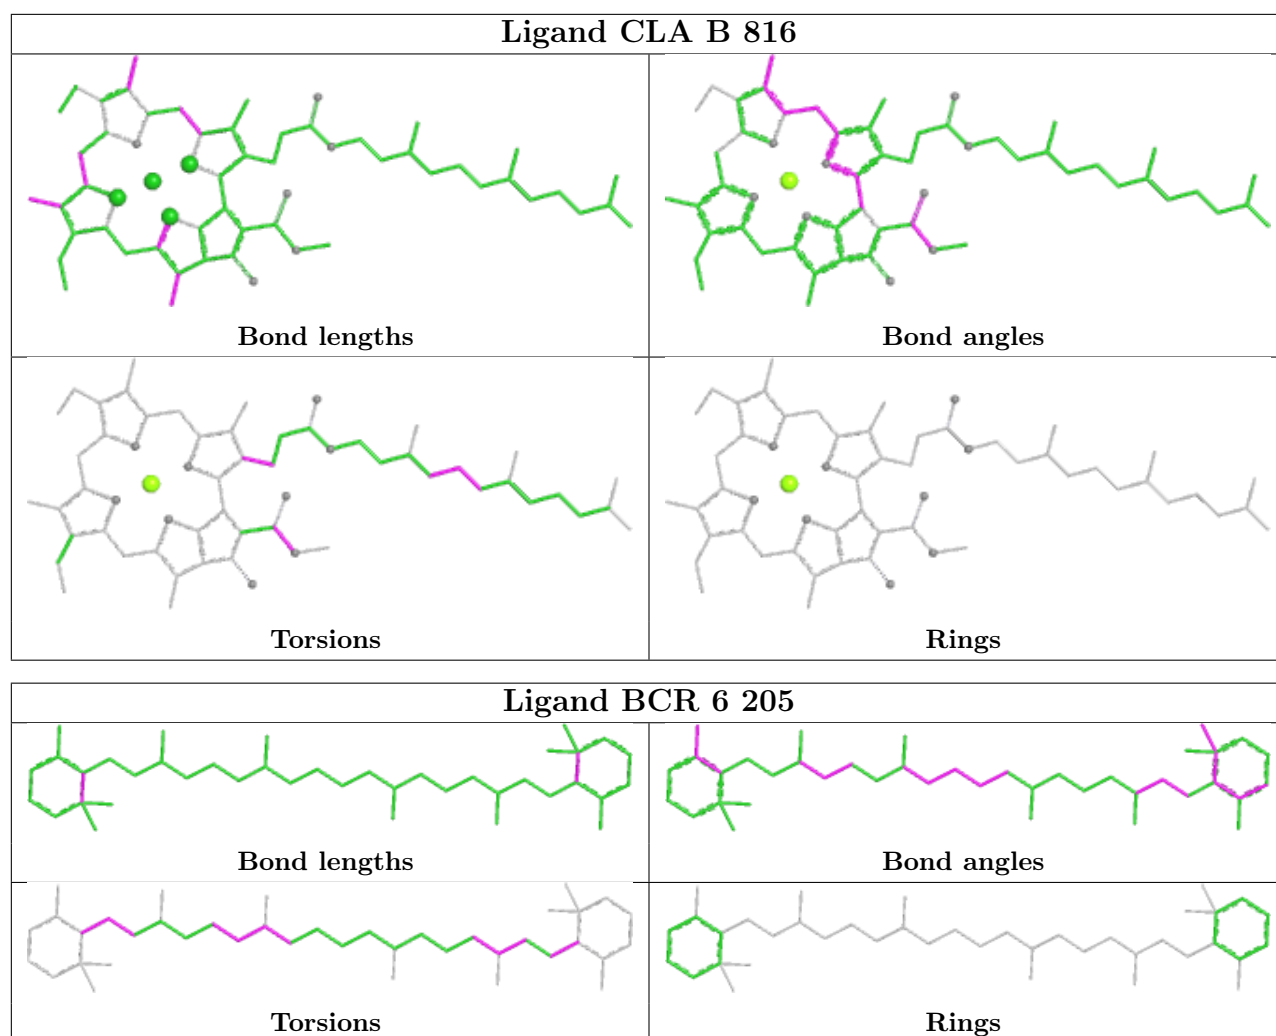 Ligand CLA B 816
Bond lengths
Bond angles
Torsions
Rings
Ligand BCR 6 205
Bond lengths
Bond angles
Torsions
Rings